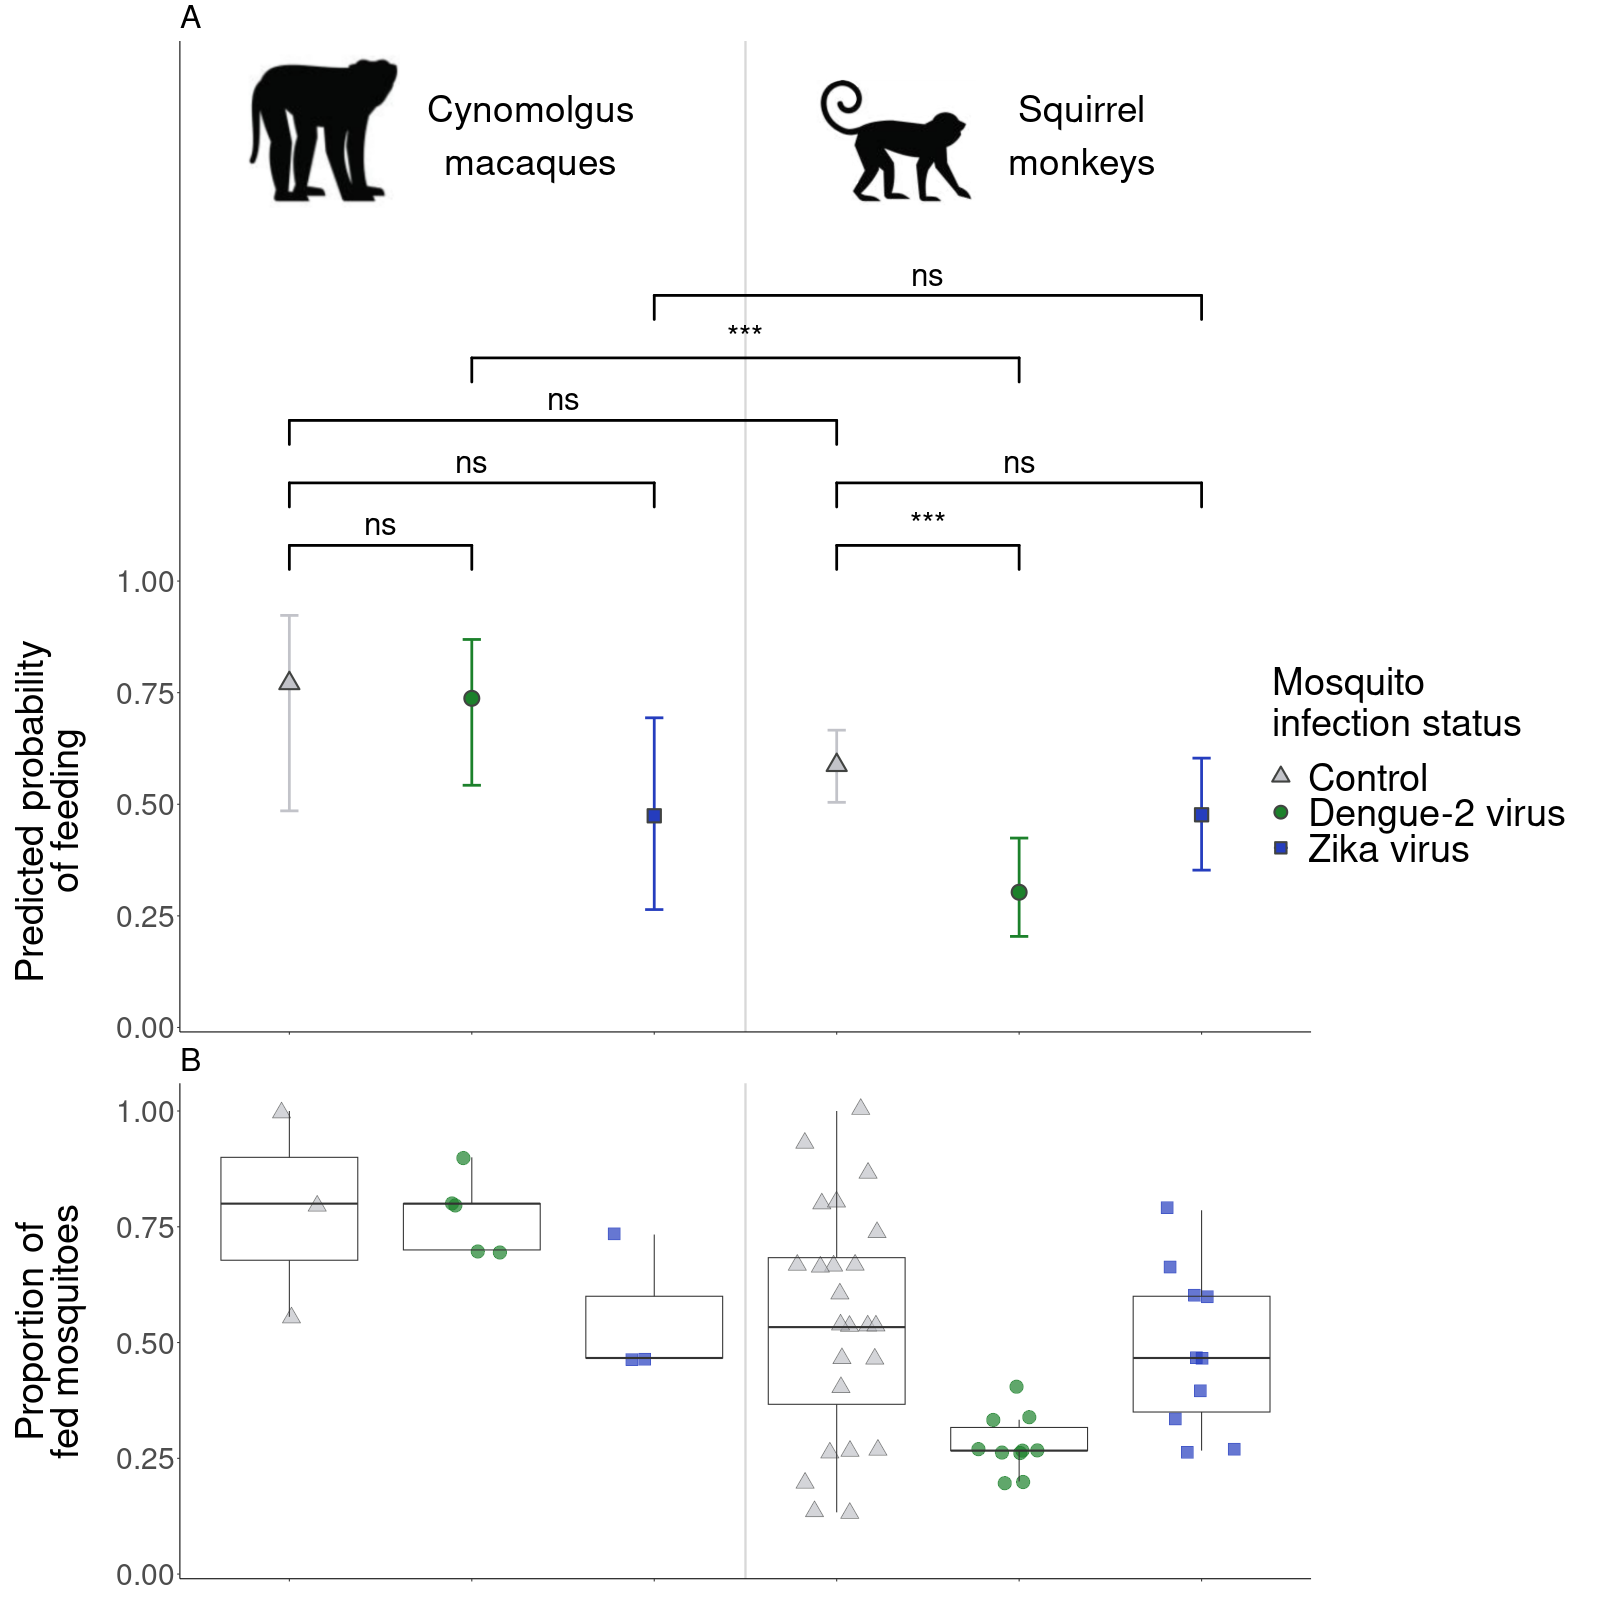 A
Cynomolgus
macaques
Squirrel
monkeys
ns
***
ns
ns
ns
ns
***
1.00
0.75
0.50
0.25
0.00
Predicted probability
of feeding
Mosquito
infection status
Control
Dengue-2 virus
Zika virus
B
1.00
0.75
0.50
0.25
0.00
Proportion of
fed mosquitoes